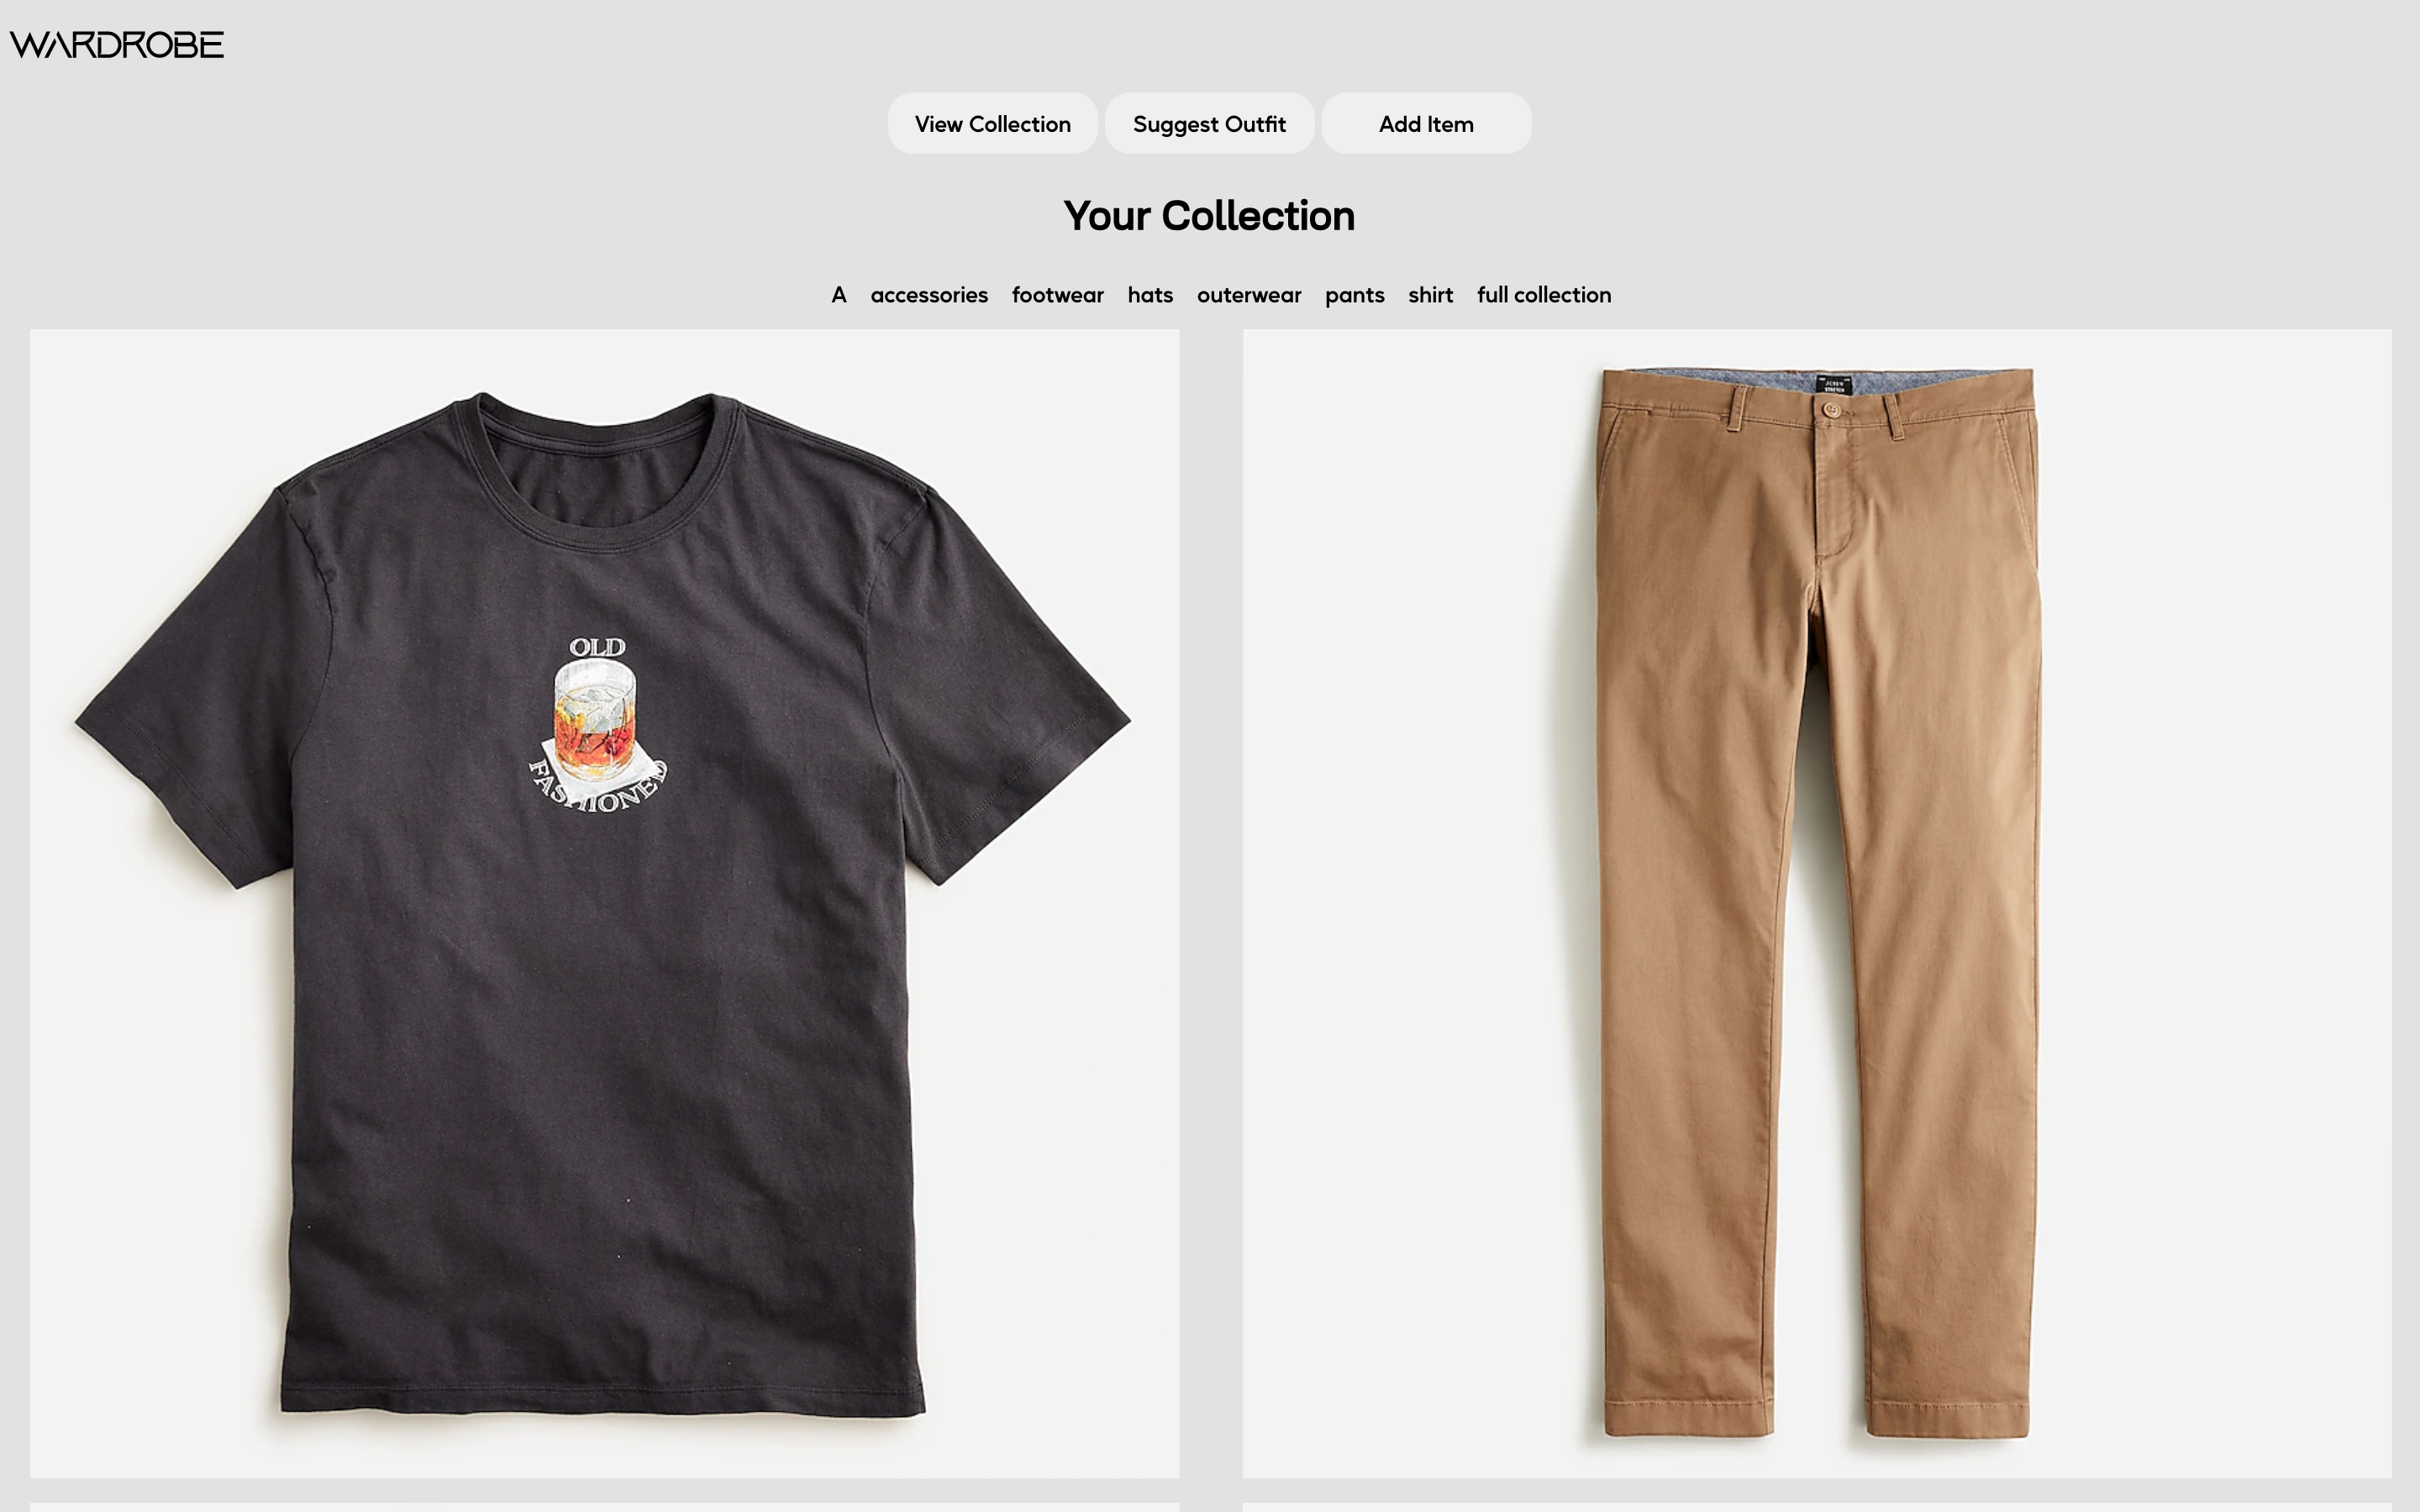 WARDROBE
View Collection Suggest Outfit Add Item
Your Collection
A accessories footwear hats outerwear pants shirt full collection
OLD
FASHIONED
J.CREW
STRETCH